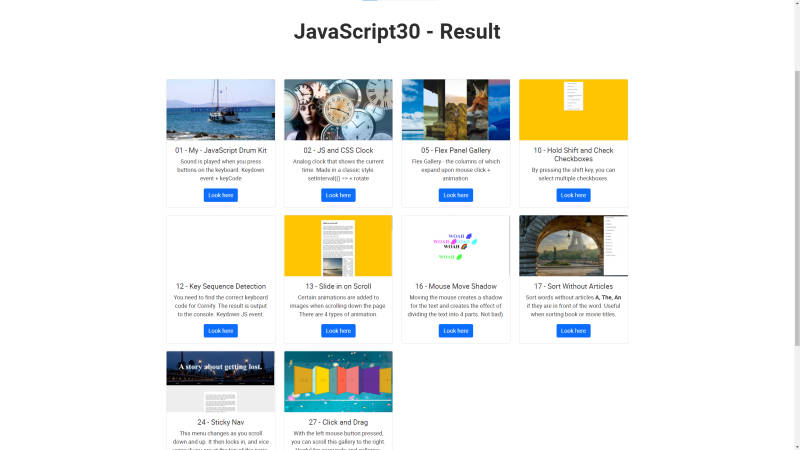 JavaScript30 - Result
01 - My - JavaScript Drum Kit
Sound is played when you press
buttons on the keyboard. Keydown
event + keyCode
Look here
02 - JS and CSS Clock
Analog clock that shows the current
time. Made in a classic style.
setInterval(() => + rotate
Look here
05 - Flex Panel Gallery
Flex Gallery - the columns of which
expand upon mouse click +
animation
Look here
10 - Hold Shift and Check
Checkboxes
By pressing the shift key, you can
select multiple checkboxes.
Look here
12 - Key Sequence Detection
You need to find the correct keyboard
code for Cornify. The result is output
to the console. Keydows JS event.
Look here
13 - Slide in on Scroll
Certain animations are added to
images when scrolling down the page.
There are 4 types of animation.
Look here
WOAH
WOAH WOAH
WOAH
WOAH
16 - Mouse Move Shadow
Moving the mouse creates a shadow
for the text and creates the effect of
dividing the text into 4 parts. Not bad)
Look here
17 - Sort Without Articles
Sort words without articles A, The, An
if they are in front of the word. Useful
when sorting book or movie titles.
Look here
A story about getting lost.
24 - Sticky Nav
This menu changes as you scroll
down and up. It then locks in, and vice
27 - Click and Drag
With the left mouse button pressed,
you can scroll this gallery to the right.